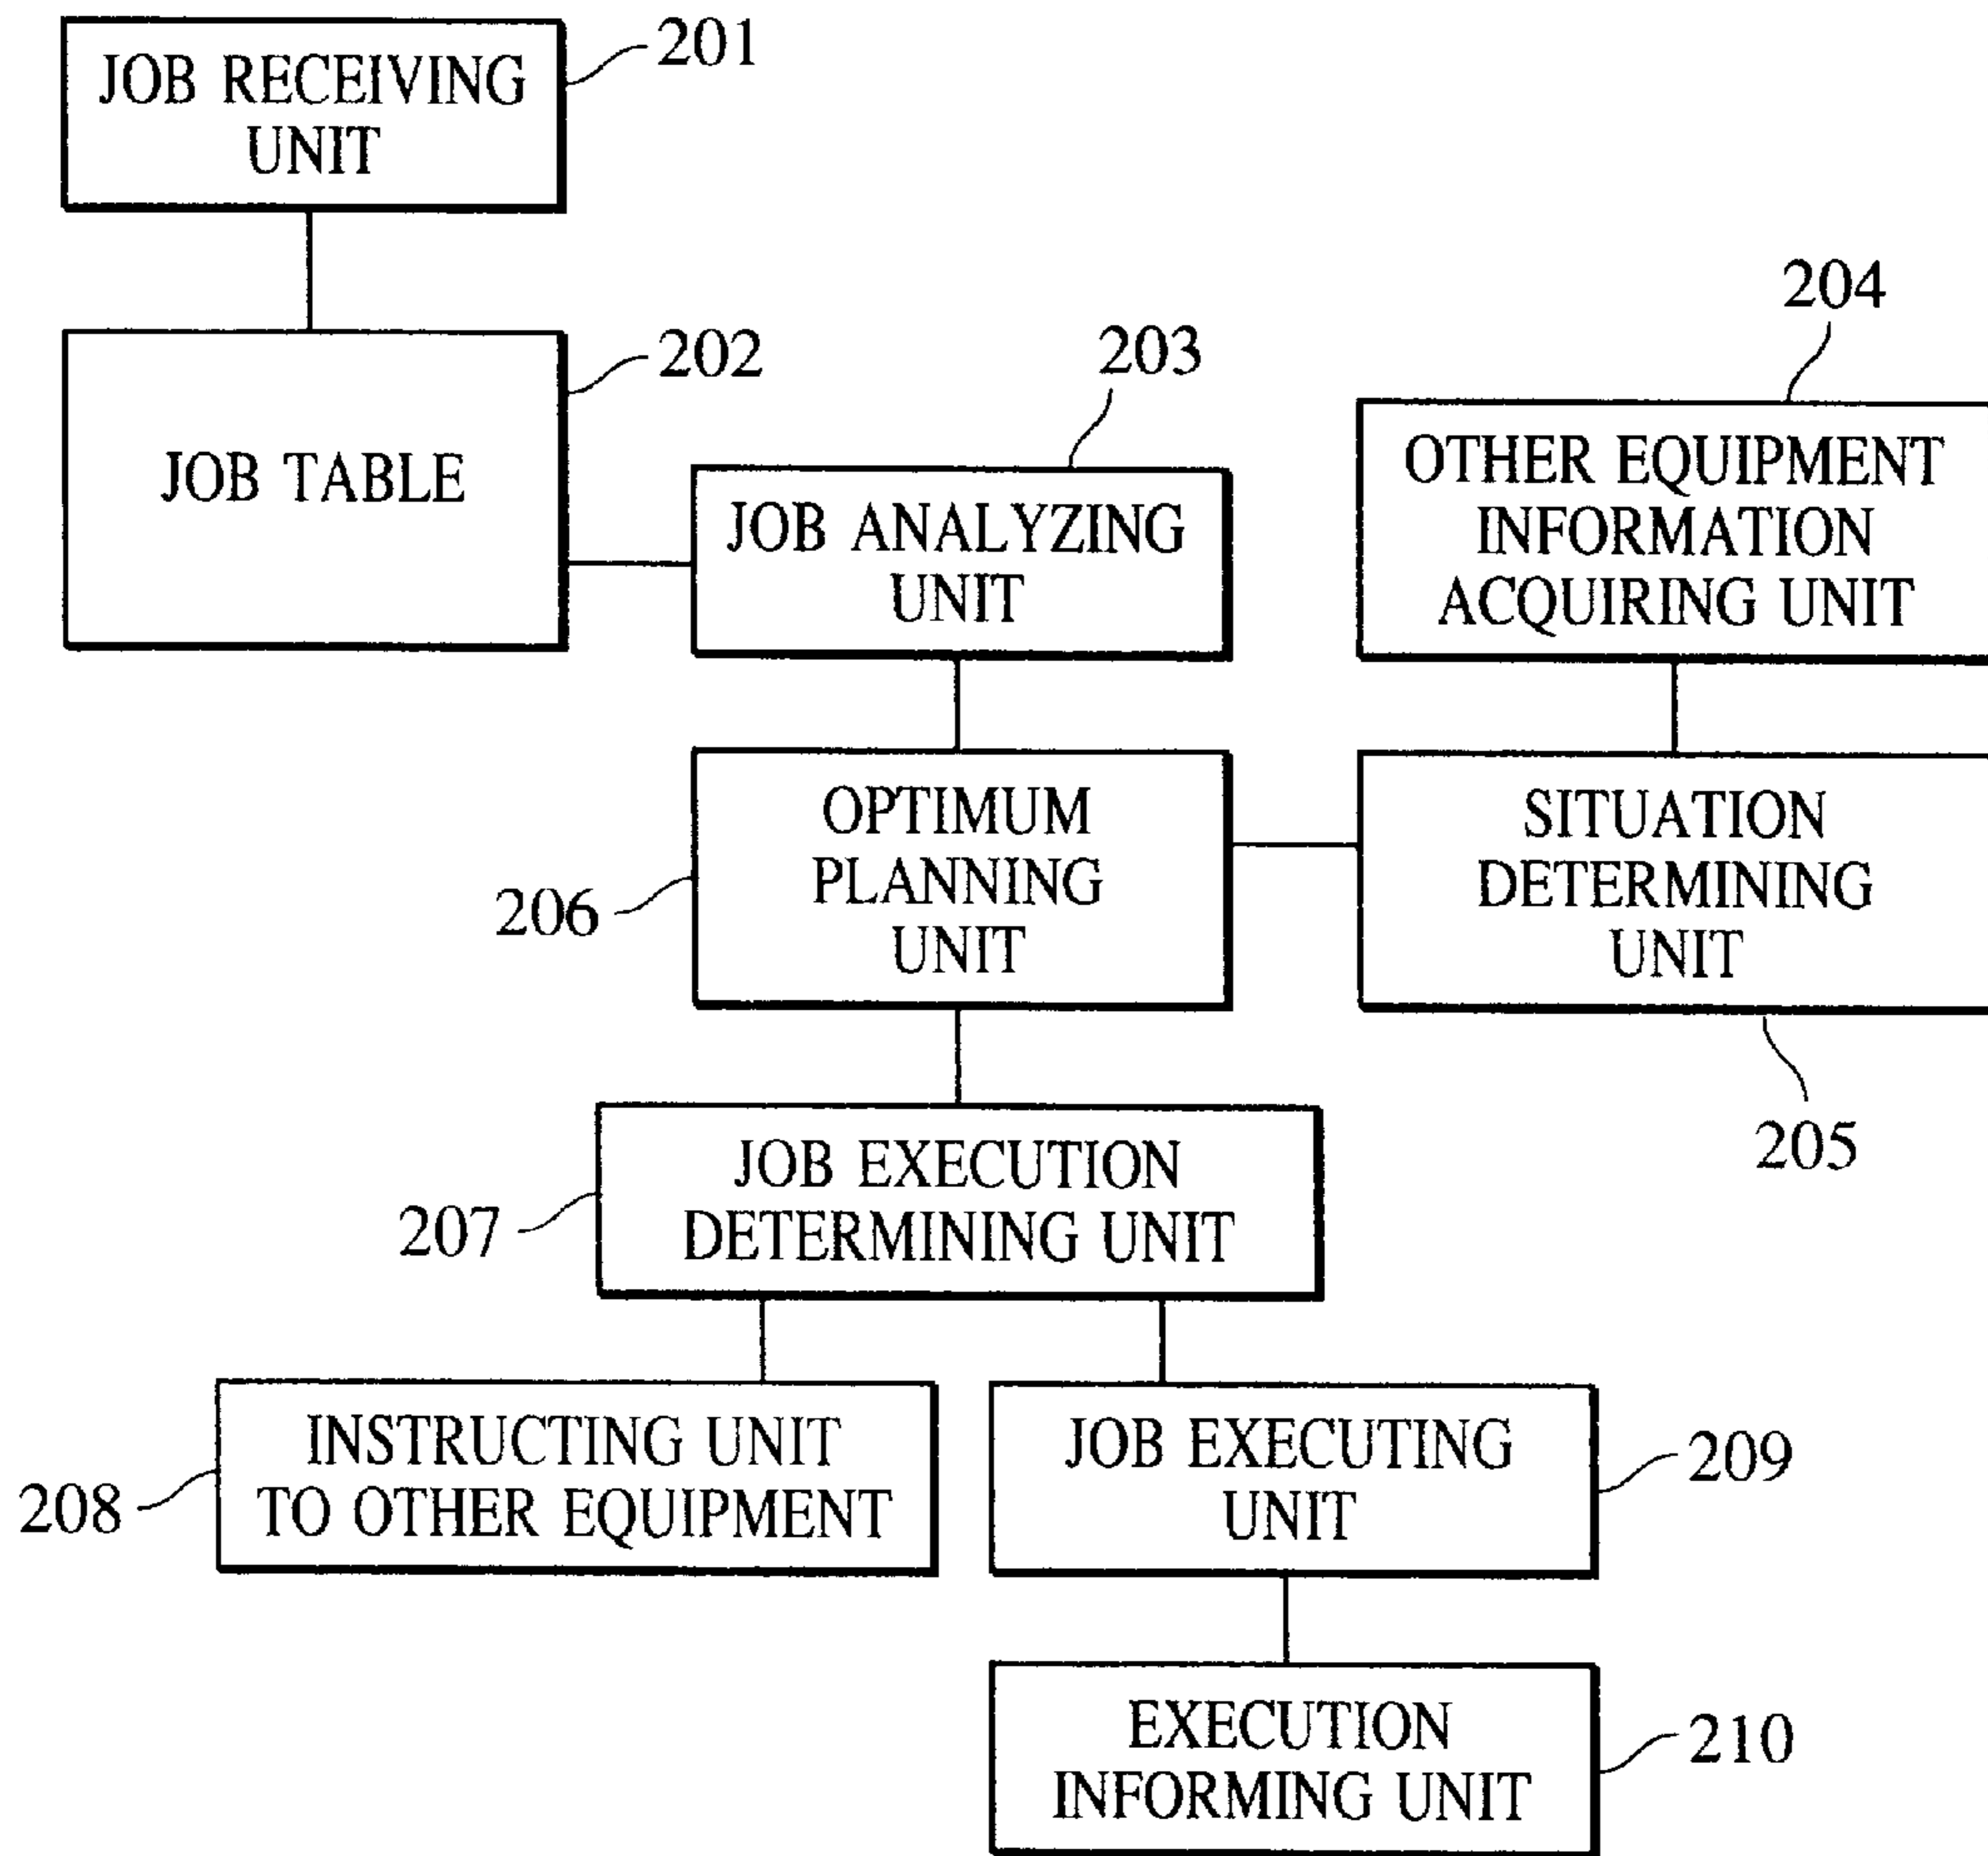 JOB RECEIVING
UNIT
201
JOB TABLE
202
JOB ANALYZING
UNIT
203
OTHER EQUIPMENT
INFORMATION
ACQUIRING UNIT
204
OPTIMUM
PLANNING
UNIT
206
SITUATION
DETERMINING
UNIT
205
JOB EXECUTION
DETERMINING UNIT
207
INSTRUCTING UNIT
TO OTHER EQUIPMENT
208
JOB EXECUTING
UNIT
209
EXECUTION
INFORMING UNIT
210